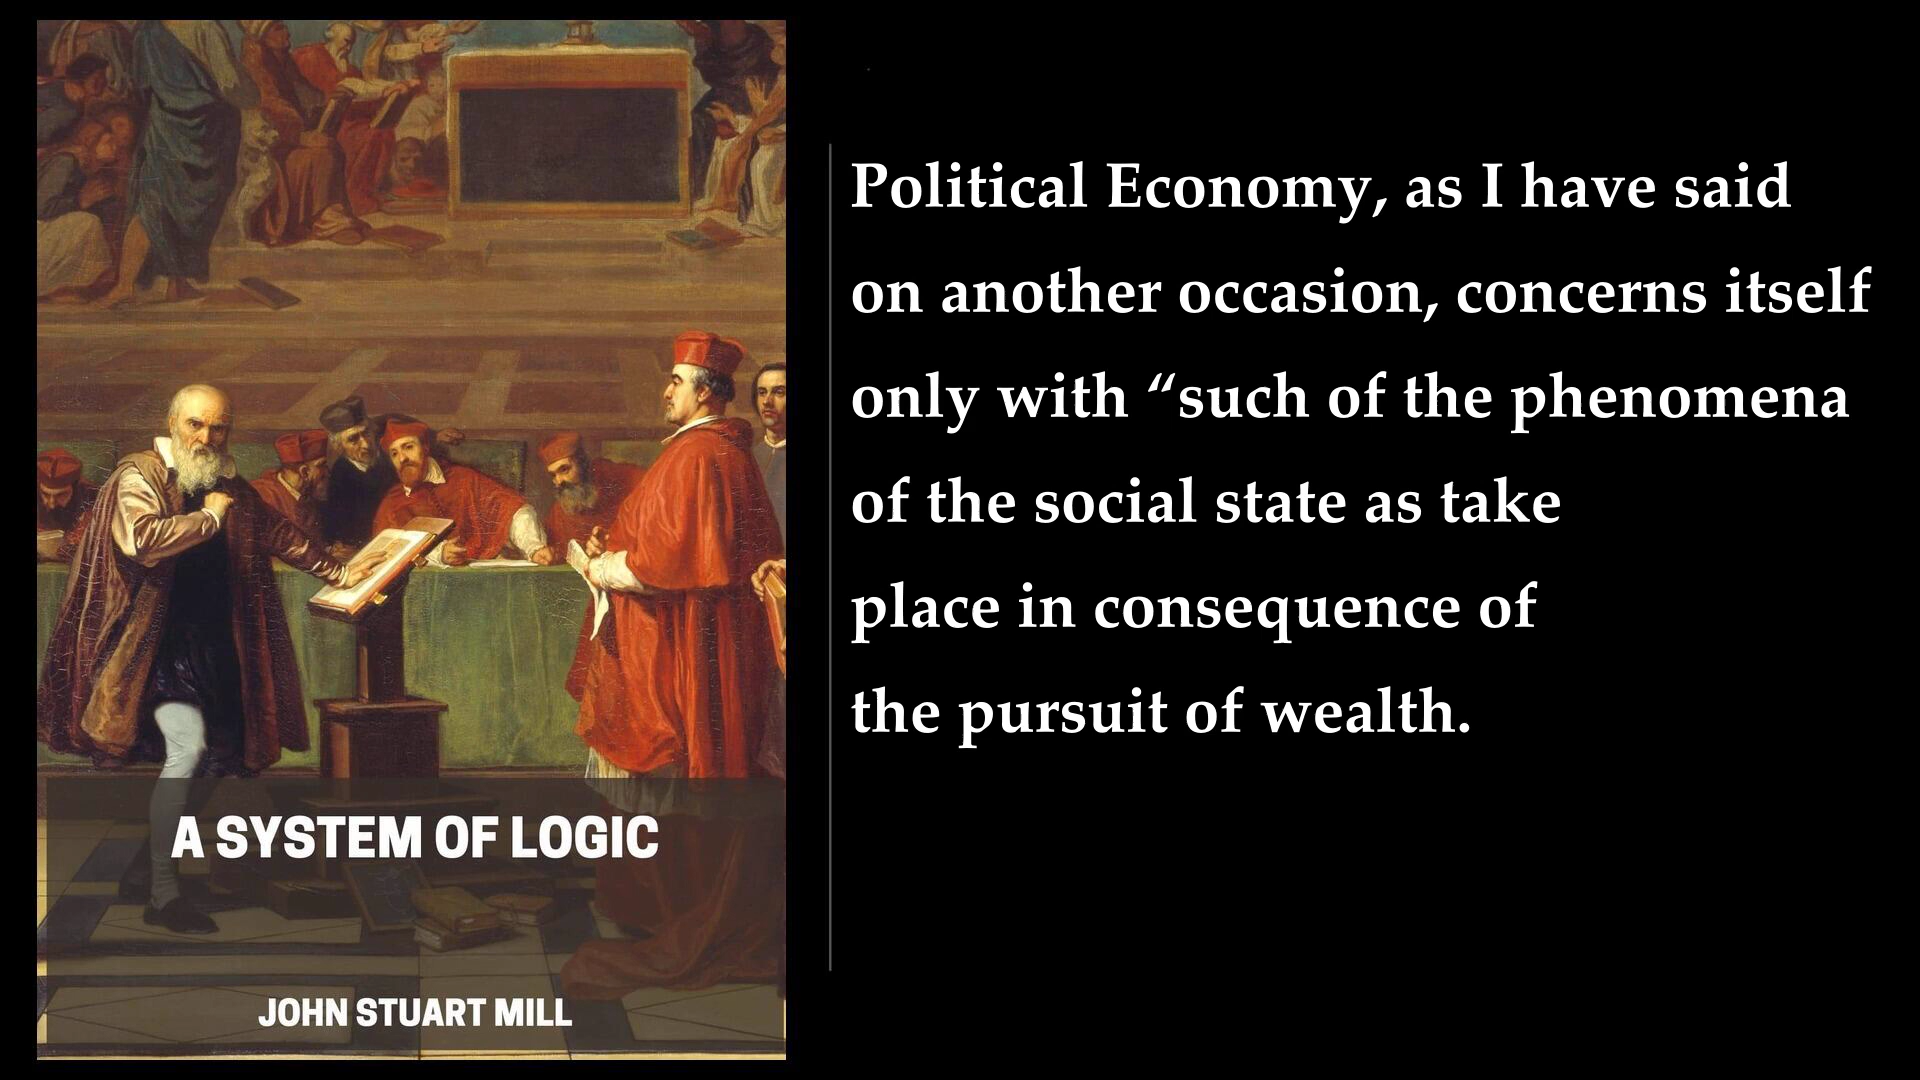 A SYSTEM OF LOGIC
JOHN STUART MILL
Political Economy, as I have said
on another occasion, concerns itself
only with “such of the phenomena
of the social state as take
place in consequence of
the pursuit of wealth.